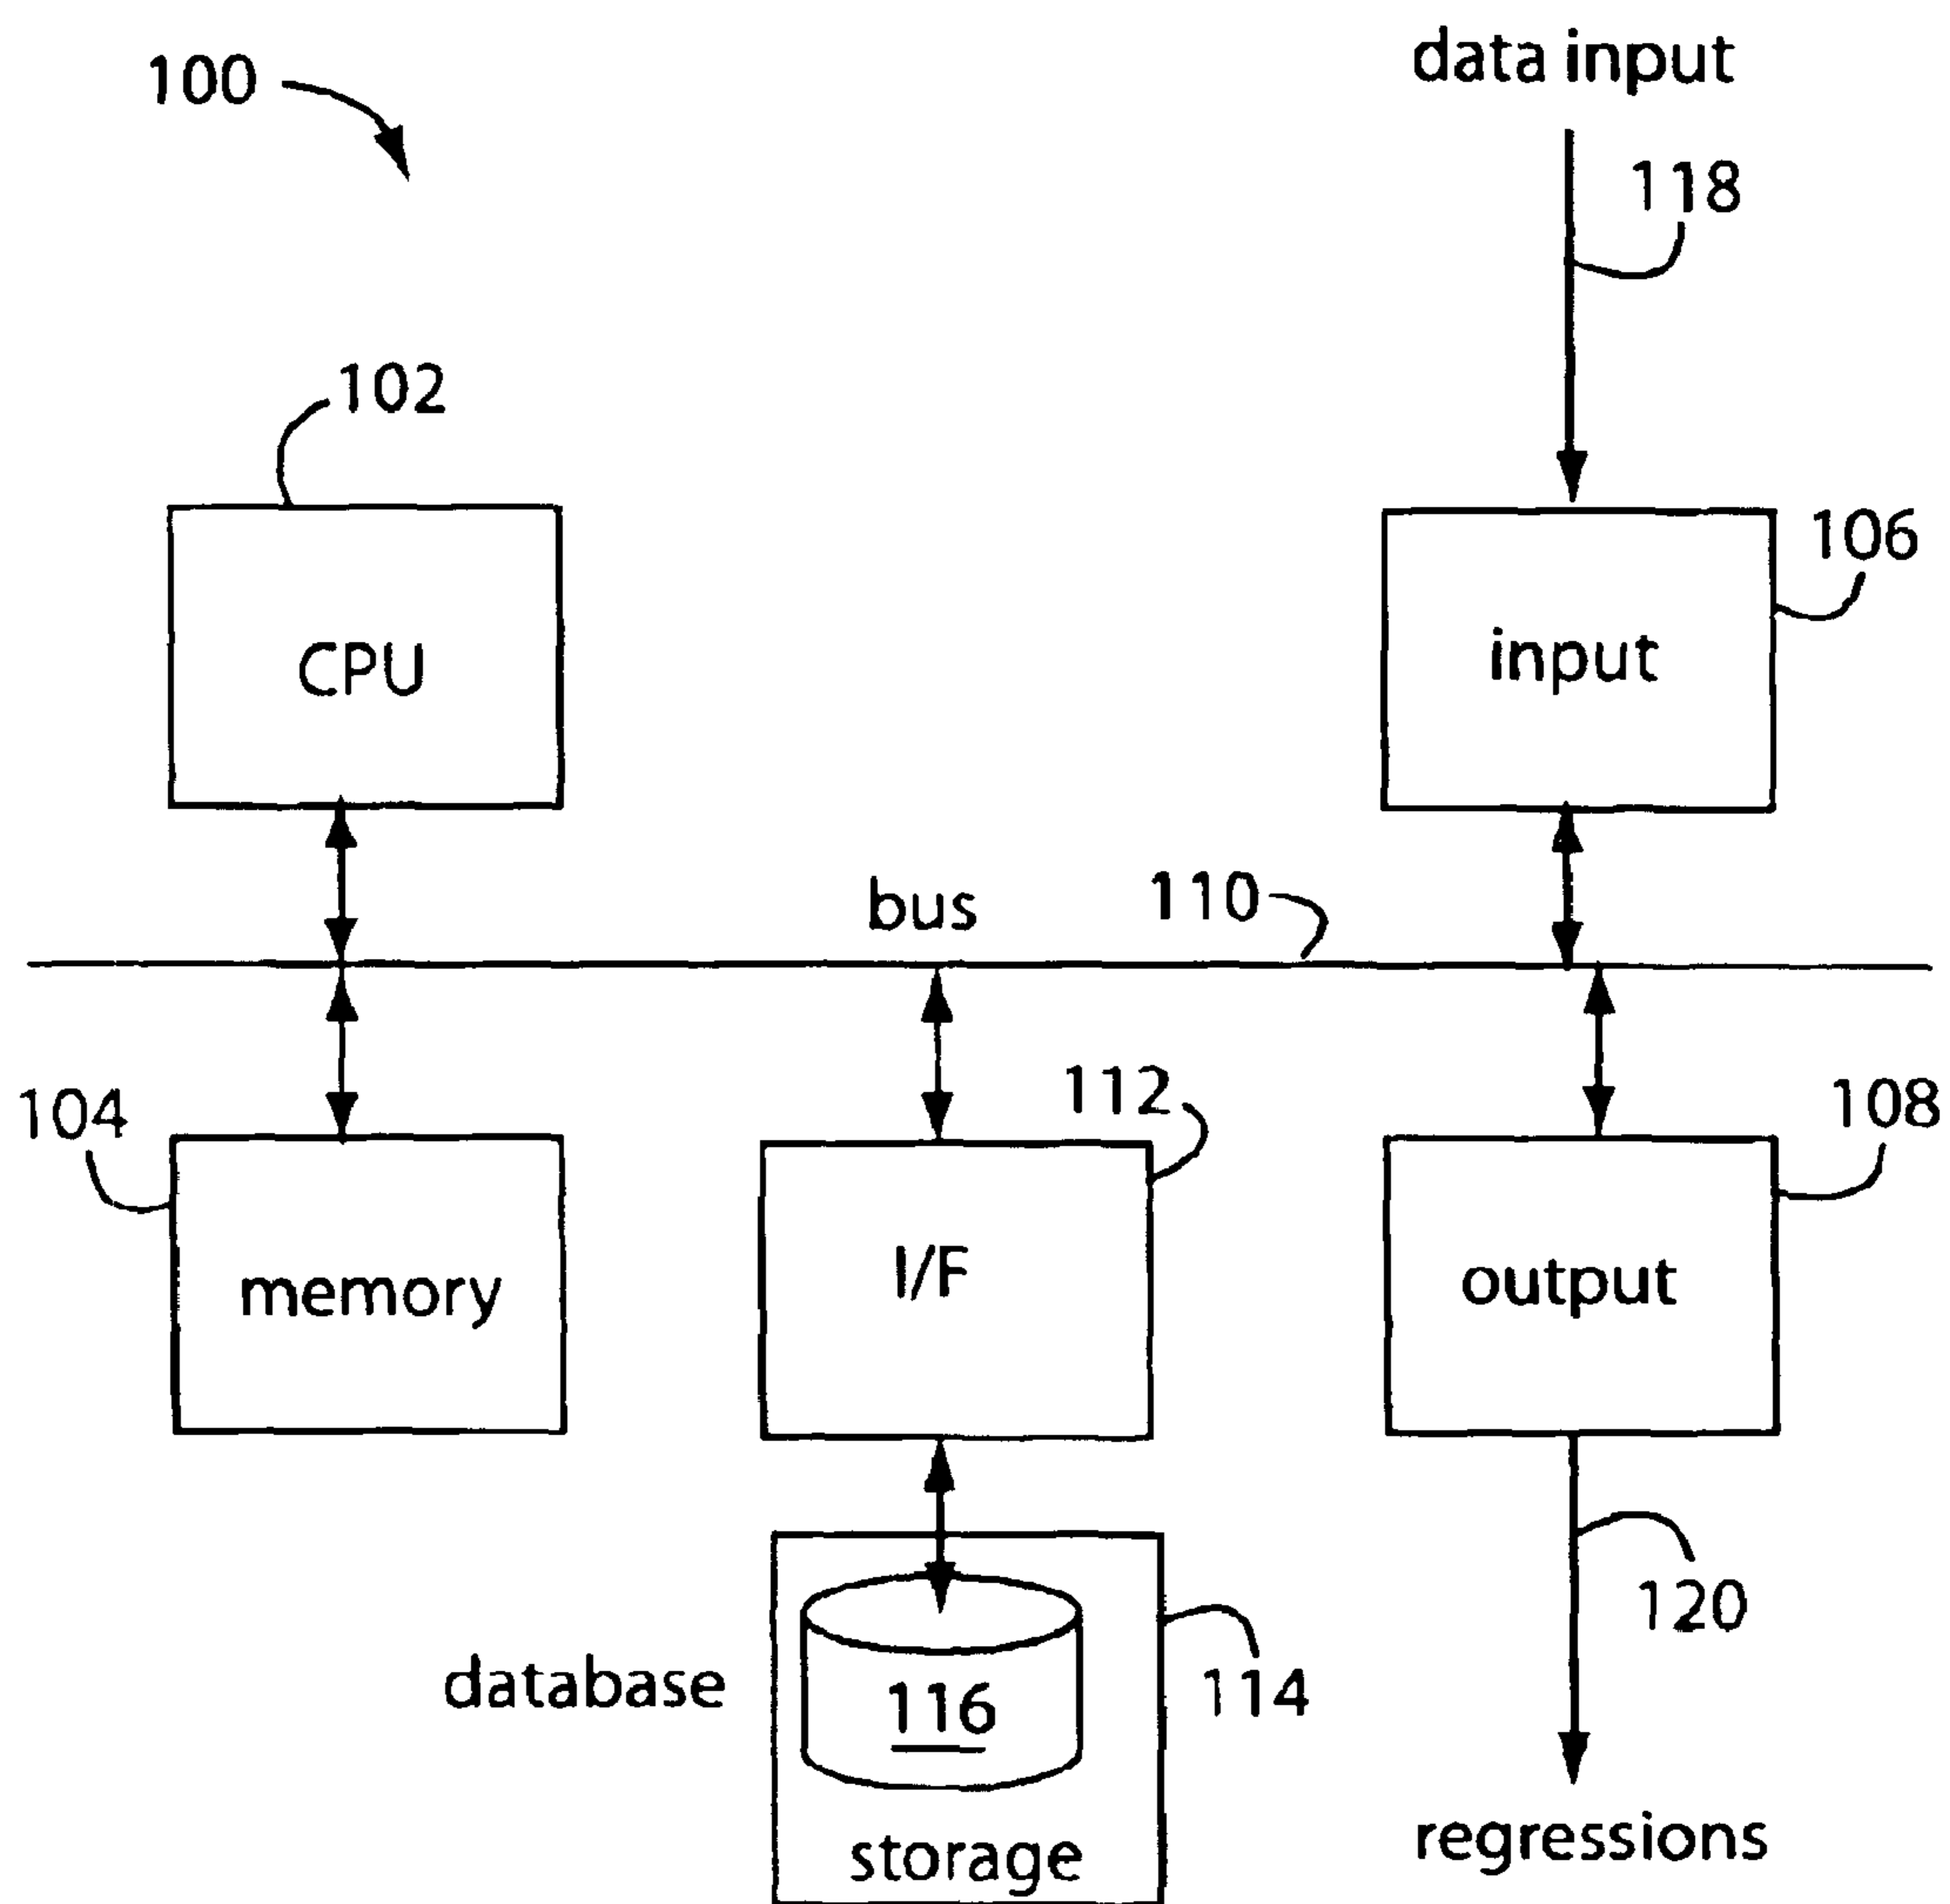 100
data input
118
102
106
CPU
input
bus
110
104
112
108
memory
I/F
output
120
database
116
114
storage
regressions